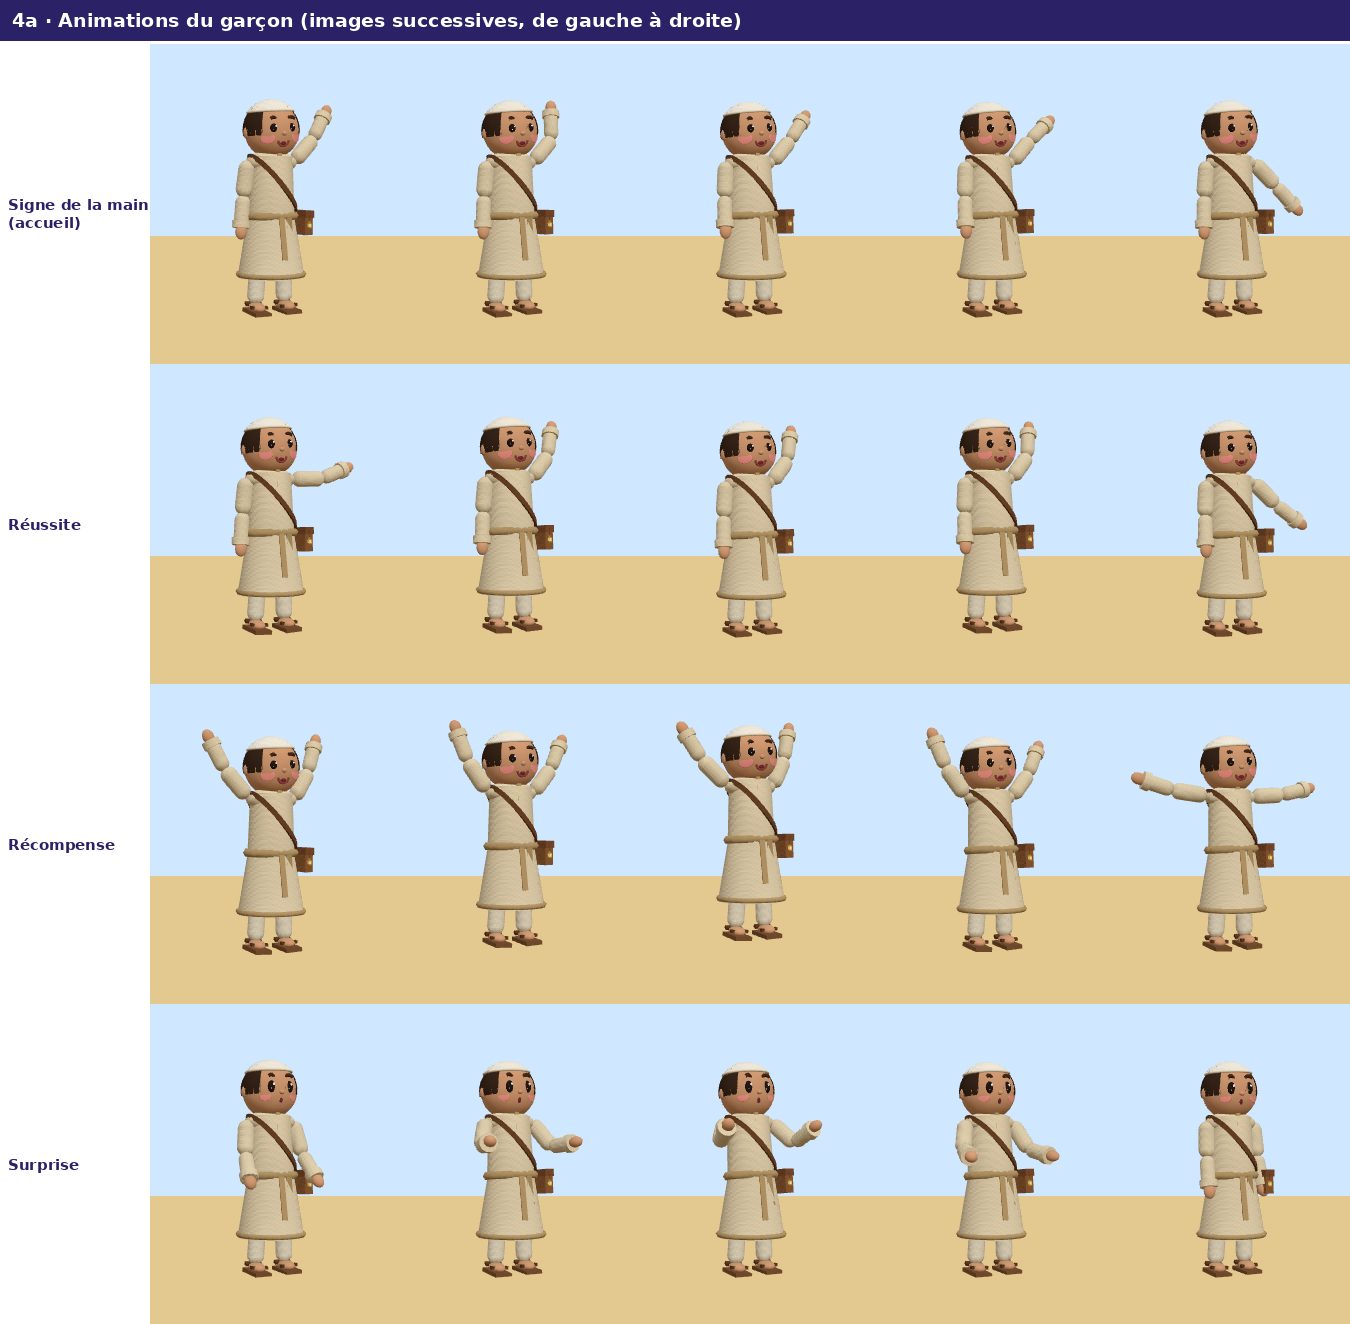 4a · Animations du garçon (images successives, de gauche à droite)
Signe de la main
(accueil)
Réussite
Récompense
Surprise